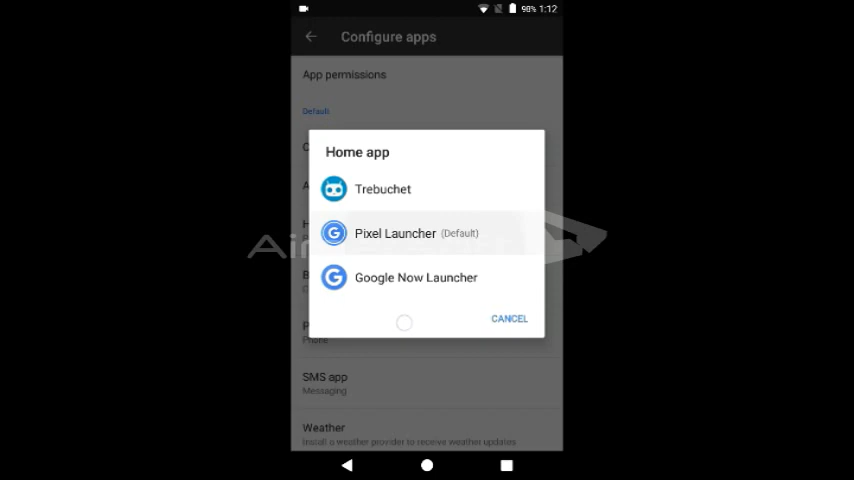 98% 1:12
Configure apps
App permissions
Default
Home app
Trebuchet
Pixel Launcher (Default)
Google Now Launcher
CANCEL
Phone
SMS app
Messaging
Weather
Install a weather provider to receive weather updates